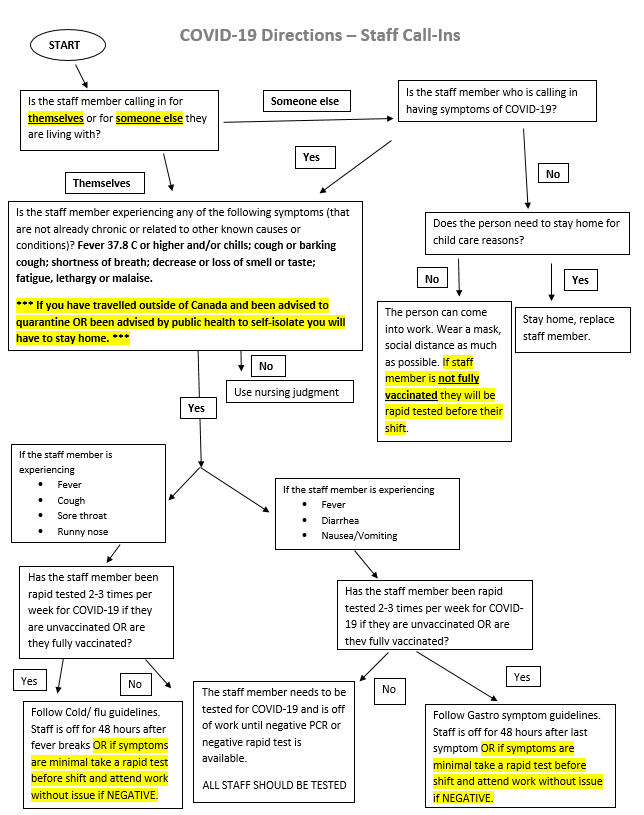 COVID-19 Directions – Staff Call-Ins
START
Is the staff member calling in for
themselves or for someone else they
are living with?
Someone else
Is the staff member who is calling in
having symptoms of COVID-19?
Yes
No
Themselves
Is the staff member experiencing any of the following symptoms (that
are not already chronic or related to other known causes or
conditions)? Fever 37.8 C or higher and/or chills; cough or barking
cough; shortness of breath; decrease or loss of smell or taste;
fatigue, lethargy or malaise.
*** If you have travelled outside of Canada and been advised to
quarantine OR been advised by public health to self-isolate you will
have to stay home. ***
Does the person need to stay home for
child care reasons?
No
Yes
The person can come
into work. Wear a mask,
social distance as much
as possible. If staff
member is not fully
vaccinated they will be
rapid tested before their
shift.
Stay home, replace
staff member.
No
Use nursing judgment
Yes
If the staff member is
experiencing
• Fever
• Cough
• Sore throat
• Runny nose
If the staff member is experiencing
• Fever
• Diarrhea
• Nausea/Vomiting
Has the staff member been
rapid tested 2-3 times per
week for COVID-19 if they
are unvaccinated OR are
they fully vaccinated?
Has the staff member been rapid
tested 2-3 times per week for COVID-
19 if they are unvaccinated OR are
they fully vaccinated?
Yes
No
No
Yes
Follow Cold/ flu guidelines.
Staff is off for 48 hours after
fever breaks OR if symptoms
are minimal take a rapid test
before shift and attend work
without issue if NEGATIVE.
The staff member needs to be
tested for COVID-19 and is off
of work until negative PCR or
negative rapid test is
available.
ALL STAFF SHOULD BE TESTED
Follow Gastro symptom guidelines.
Staff is off for 48 hours after last
symptom OR if symptoms are
minimal take a rapid test before
shift and attend work without issue
if NEGATIVE.